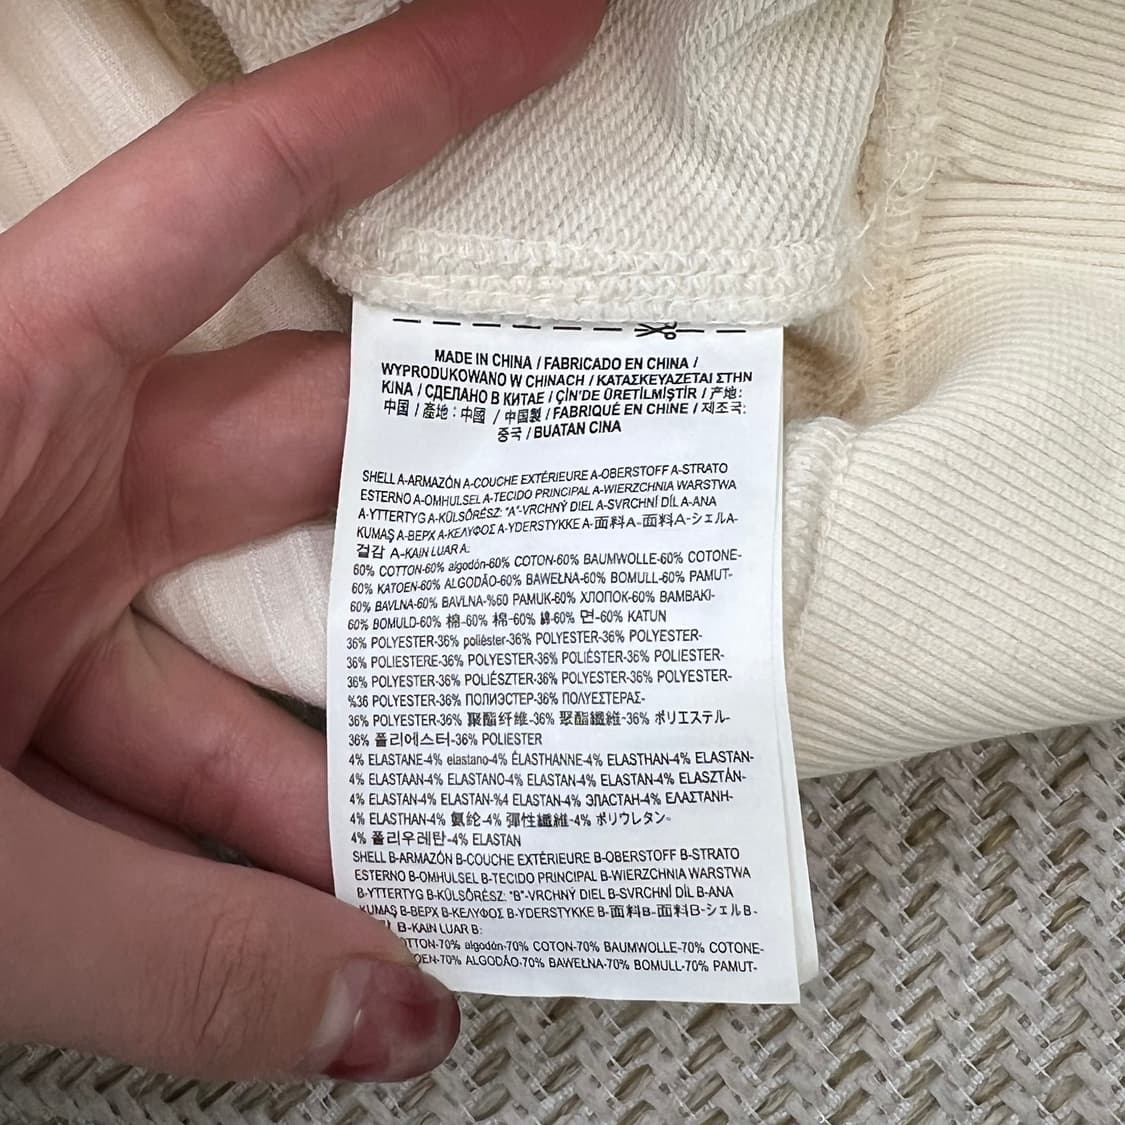 MADE IN CHINA / FABRICADO EN CHINA /
WYPRODUKOWANO W CHINACH / ΚΑΤΑΣΚΕΥΑΖΕΤΑΙ ΣΤΗΝ
ΚΙΝΑ / СДЕЛАНО В КИТАЕ / ÇİN'DE ÜRETİLMİŞTİR / 产地:
中国 / 產地: 中國 / 中国製 / FABRIQUÉ EN CHINE / 제조국:
중국 / BUATAN CINA
SHELL A-ARMAZÓN A-COUCHE EXTÉRIEURE A-OBERSTOFF A-STRATO
ESTERNO A-OMHULSEL A-TECIDO PRINCIPAL A-WIERZCHNIA WARSTWA
A-YTTERTYG A-KÜLSŐRÉSZ: "A"-VRCHNÝ DIEL A-SVRCHNÍ DÍL A-ANA
KUMAŞ A-ВЕРХ A-ΚΕΛΥΦΟΣ A-YDERSTYKKE A-面料A-面料A-シェルA-
겉감 A-KAIN LUAR A:
60% COTTON-60% algodón-60% COTON-60% BAUMWOLLE-60% COTONE-
60% KATOEN-60% ALGODÃO-60% BAWEŁNA-60% BOMULL-60% PAMUT-
60% BAVLNA-60% BAVLNA-%60 PAMUK-60% ХЛОПОК-60% ΒΑΜΒΑΚΙ-
60% BOMULD-60% 棉-60% 棉-60% 綿-60% 면-60% KATUN
36% POLYESTER-36% poliéster-36% POLYESTER-36% POLYESTER-
36% POLIESTERE-36% POLYESTER-36% POLIÉSTER-36% POLIESTER-
36% POLYESTER-36% POLIÉSZTER-36% POLYESTER-36% POLYESTER-
%36 POLYESTER-36% ПОЛИЭСТЕР-36% ΠΟΛΥΕΣΤΕΡΑΣ-
36% POLYESTER-36% 聚酯纤维-36% 聚酯纖維-36% ポリエステル-
36% 폴리에스터-36% POLIESTER
4% ELASTANE-4% elastano-4% ÉLASTHANNE-4% ELASTHAN-4% ELASTAN-
4% ELASTAAN-4% ELASTANO-4% ELASTAN-4% ELASTAN-4% ELASZTÁN-
4% ELASTAN-4% ELASTAN-%4 ELASTAN-4% ЭЛАСТАН-4% ΕΛΑΣΤΑΝΗ-
4% ELASTHAN-4% 氨纶-4% 彈性纖維-4% ポリウレタン-
4% 폴리우레탄-4% ELASTAN
SHELL B-ARMAZÓN B-COUCHE EXTÉRIEURE B-OBERSTOFF B-STRATO
ESTERNO B-OMHULSEL B-TECIDO PRINCIPAL B-WIERZCHNIA WARSTWA
B-YTTERTYG B-KÜLSŐRÉSZ: "B"-VRCHNÝ DIEL B-SVRCHNÍ DÍL B-ANA
KUMAŞ B-ВЕРХ B-ΚΕΛΥΦΟΣ B-YDERSTYKKE B-面料B-面料B-シェルB-
B-KAIN LUAR B:
algodón-70% COTON-70% BAUMWOLLE-70% COTONE-
70% ALGODÃO-70% BAWEŁNA-70% BOMULL-70% PAMUT-